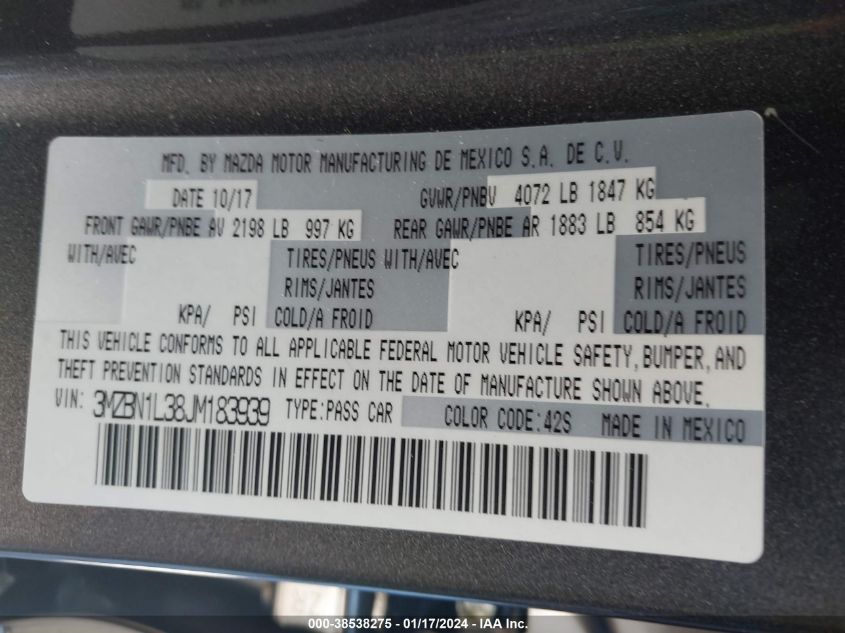 MFD. BY MAZDA MOTOR MANUFACTURING DE MEXICO S.A. DE C.V.
DATE 10/17 GVWR/PNBV 4072 LB 1847 KG
FRONT GAWR/PNBE AV 2198 LB 997 KG REAR GAWR/PNBE AR 1883 LB 854 KG
WITH/AVEC TIRES/PNEUS WITH/AVEC TIRES/PNEUS
RIMS/JANTES RIMS/JANTES
KPA/ PSI COLD/A FROID KPA/ PSI COLD/A FROID
THIS VEHICLE CONFORMS TO ALL APPLICABLE FEDERAL MOTOR VEHICLE SAFETY, BUMPER, AND
THEFT PREVENTION STANDARDS IN EFFECT ON THE DATE OF MANUFACTURE SHOWN ABOVE.
VIN: 3MZBN1L38JM183939 TYPE:PASS CAR COLOR CODE:42S MADE IN MEXICO
000-38538275 - 01/17/2024 - IAA Inc.